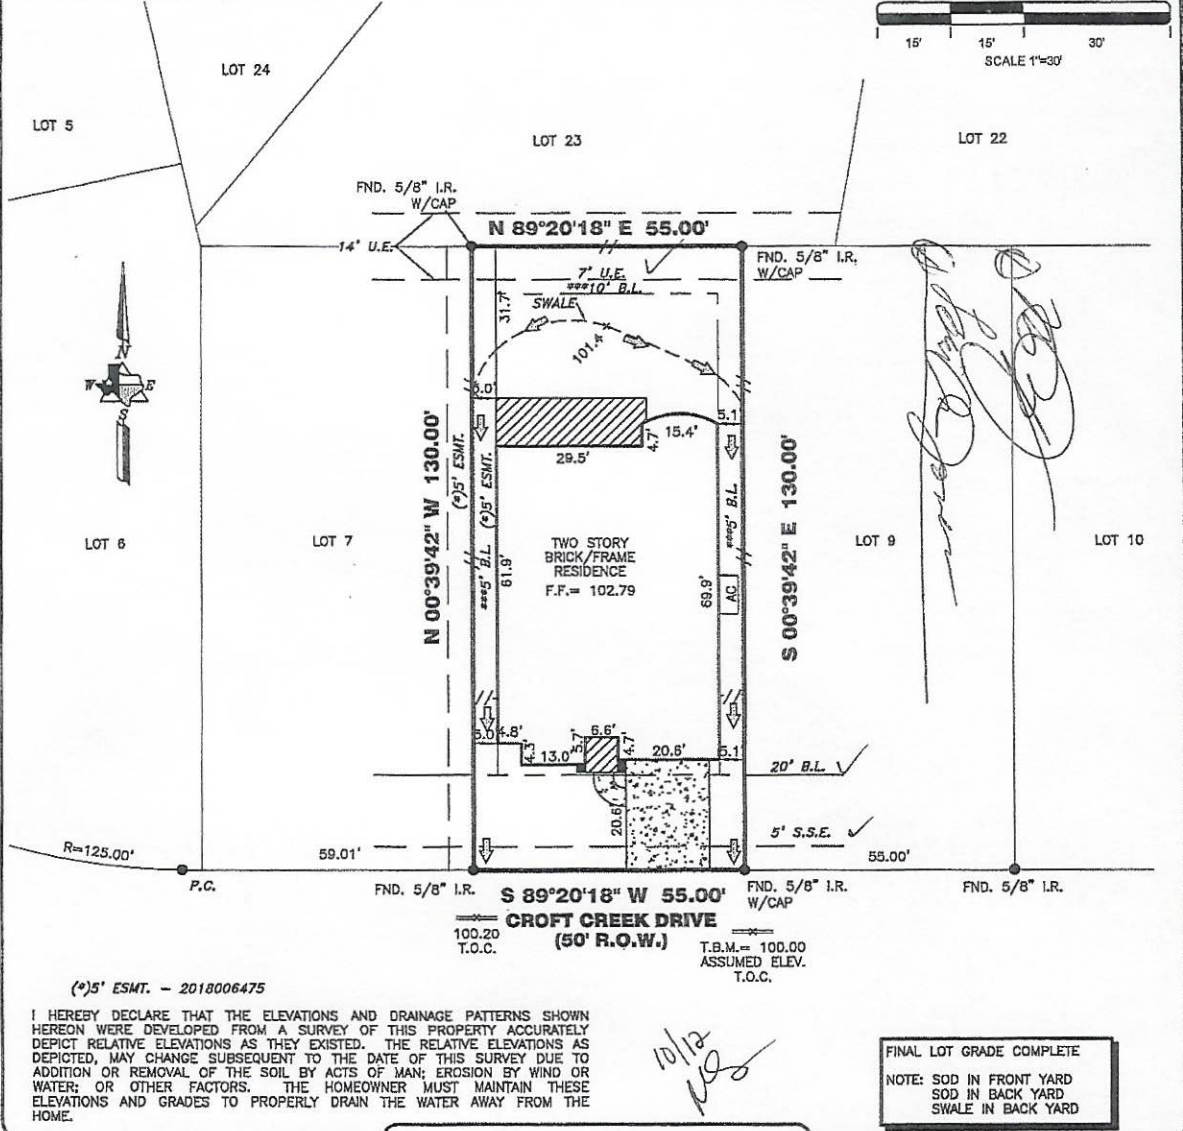 15' 15' 30'
SCALE 1"=30'
LOT 24
LOT 5
LOT 23
LOT 22
FND. 5/8" I.R.
W/CAP
N 89°20'18" E 55.00'
14' U.E.
FND. 5/8" I.R.
W/CAP
7' U.E.
***10' B.L.
SWALE
31.7'
101.4
N
W E
S
5.0'
5.1'
15.4'
4.7'
29.5'
N 00°39'42" W 130.00'
(*)5' ESMT.
***5' B.L. (*)5' ESMT.
61.9'
TWO STORY
BRICK/FRAME
RESIDENCE
F.F.= 102.79
69.9'
AC
***5' B.L.
S 00°39'42" E 130.00'
LOT 6
LOT 7
LOT 9
LOT 10
5.0' 4.8'
4.3'
13.0'
5.7'
6.6'
4.7'
20.6'
5.1'
20' B.L.
20.6'
5' S.S.E.
R=125.00'
59.01'
55.00'
P.C.
FND. 5/8" I.R.
S 89°20'18" W 55.00'
FND. 5/8" I.R.
W/CAP
FND. 5/8" I.R.
CROFT CREEK DRIVE
(50' R.O.W.)
100.20
T.O.C.
T.B.M.= 100.00
ASSUMED ELEV.
T.O.C.
(*)5' ESMT. - 2018006475
I HEREBY DECLARE THAT THE ELEVATIONS AND DRAINAGE PATTERNS SHOWN
HEREON WERE DEVELOPED FROM A SURVEY OF THIS PROPERTY ACCURATELY
DEPICT RELATIVE ELEVATIONS AS THEY EXISTED. THE RELATIVE ELEVATIONS AS
DEPICTED, MAY CHANGE SUBSEQUENT TO THE DATE OF THIS SURVEY DUE TO
ADDITION OR REMOVAL OF THE SOIL BY ACTS OF MAN; EROSION BY WIND OR
WATER; OR OTHER FACTORS. THE HOMEOWNER MUST MAINTAIN THESE
ELEVATIONS AND GRADES TO PROPERLY DRAIN THE WATER AWAY FROM THE
HOME.
10/12
FINAL LOT GRADE COMPLETE
NOTE: SOD IN FRONT YARD
SOD IN BACK YARD
SWALE IN BACK YARD